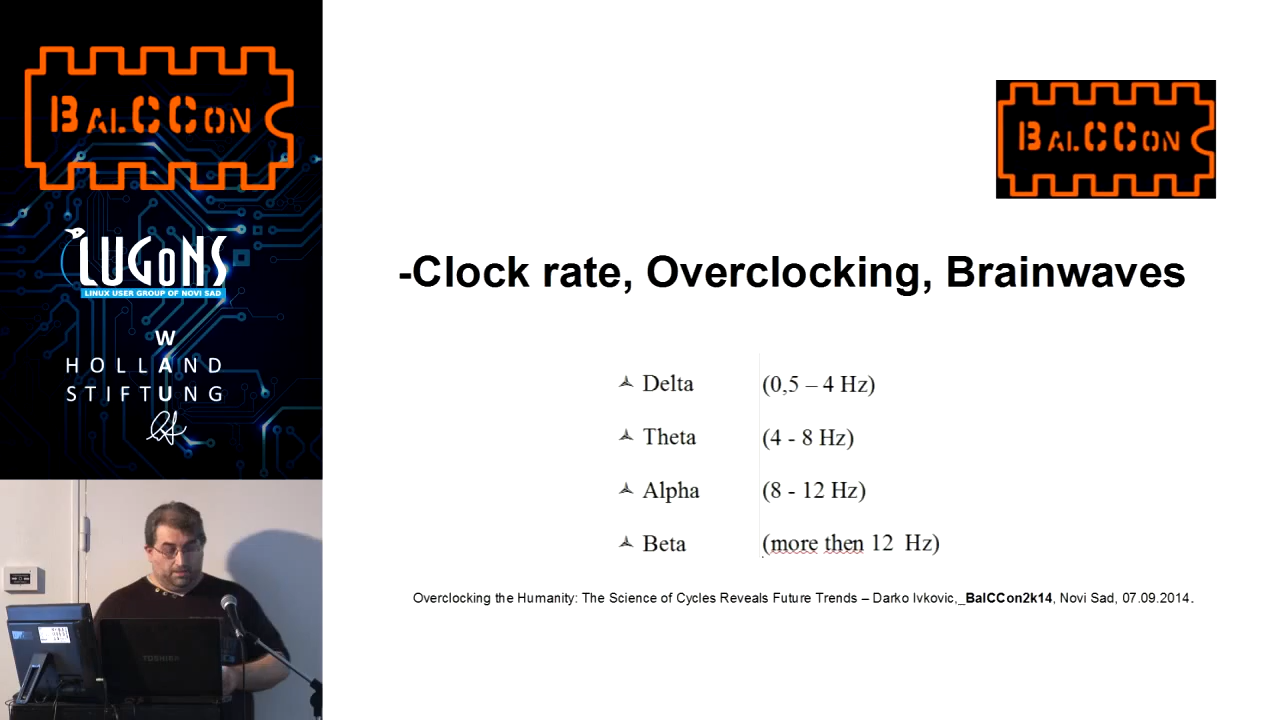 BALCCON
LUGONS
LINUX USER GROUP OF NOVI SAD
W
HOLLAND
STIFTUNG
TOSHIBA
BALCCON
-Clock rate, Overclocking, Brainwaves
Delta (0,5 – 4 Hz)
Theta (4 - 8 Hz)
Alpha (8 - 12 Hz)
Beta (more then 12 Hz)
Overclocking the Humanity: The Science of Cycles Reveals Future Trends – Darko Ivkovic,_BalCCon2k14, Novi Sad, 07.09.2014.